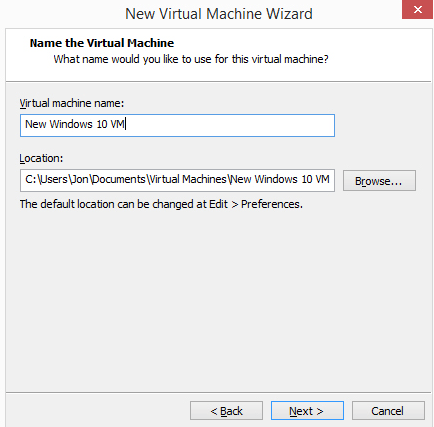 New Virtual Machine Wizard
Name the Virtual Machine
What name would you like to use for this virtual machine?
Virtual machine name:
New Windows 10 VM
Location:
C:\Users\Jon\Documents\Virtual Machines\New Windows 10 VM
Browse...
The default location can be changed at Edit > Preferences.
< Back
Next >
Cancel